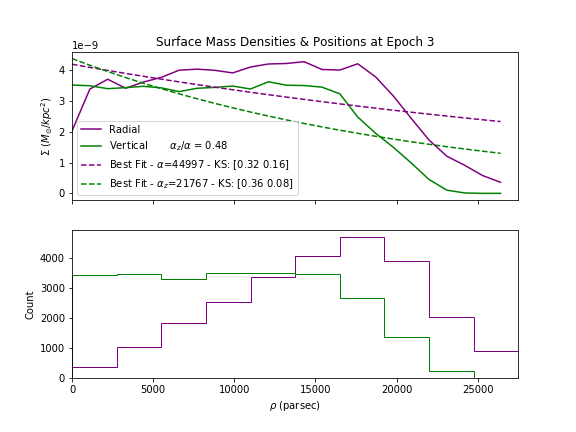 Surface Mass Densities & Positions at Epoch 3
1e−9
4
3
2
1
0
Σ (M⊙/kpc²)
Radial
Vertical α_z/α = 0.48
Best Fit - α=44997 - KS: [0.32 0.16]
Best Fit - α_z=21767 - KS: [0.36 0.08]
4000
3000
2000
1000
0
Count
0 5000 10000 15000 20000 25000
ρ (parsec)